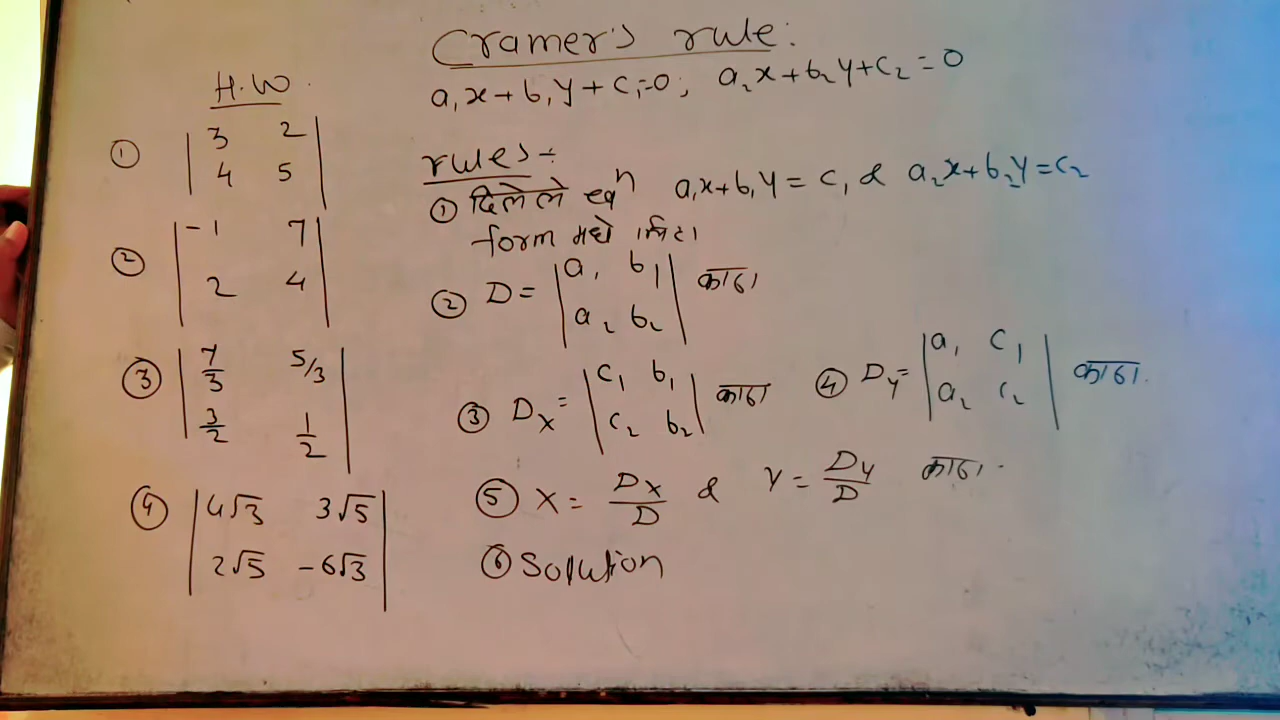 Cramer's rule:
a₁x+b₁y+c₁=0; a₂x+b₂y+c₂=0
H.W.
① | 3 2 |
| 4 5 |
② | -1 7 |
| 2 4 |
③ | 7/3 5/3 |
| 3/2 1/2 |
④ | 4√3 3√5 |
| 2√5 -6√3 |
rules:-
① दिलेले eqⁿ a₁x+b₁y=c₁ & a₂x+b₂y=c₂
form मधे लिहा
② D= | a₁ b₁ | काढा
| a₂ b₂ |
③ Dx= | c₁ b₁ | काढा
| c₂ b₂ |
④ Dy= | a₁ c₁ | काढा.
| a₂ c₂ |
⑤ x= Dx/D & y= Dy/D काढा.
⑥ Solution